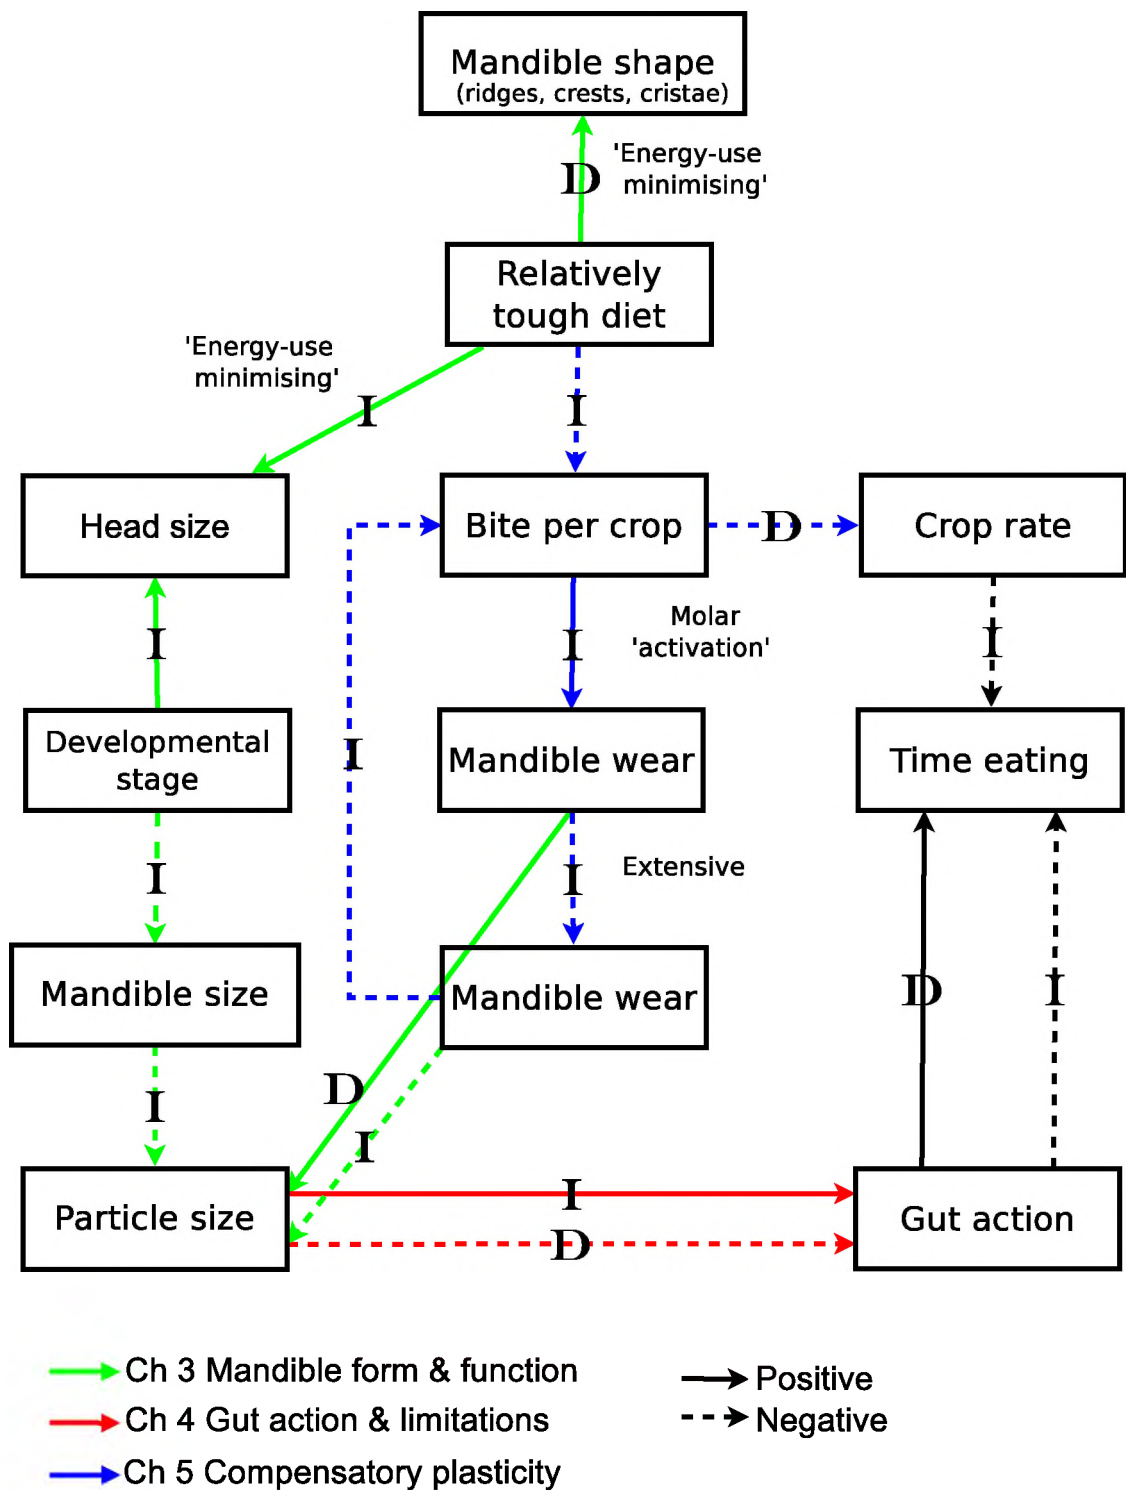 Mandible shape
(ridges, crests, cristae)
D
'Energy-use
minimising'
Relatively
tough diet
'Energy-use
minimising'
I
I
Head size
Bite per crop
D
Crop rate
I
Molar
'activation'
I
I
Developmental
stage
I
Mandible wear
Time eating
I
I
Extensive
Mandible size
Mandible wear
D
I
I
D
I
Particle size
I
D
Gut action
Ch 3 Mandible form & function
Ch 4 Gut action & limitations
Ch 5 Compensatory plasticity
Positive
Negative